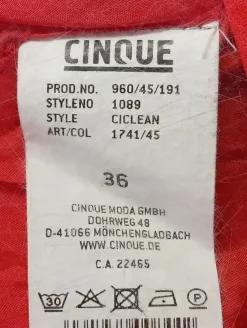 CINQUE
PROD.NO. 960/45/191
STYLENO 1089
STYLE CICLEAN
ART/COL 1741/45
36
CINQUE MODA GMBH
DOHRWEG 48
D-41066 MÖNCHENGLADBACH
WWW.CINQUE.DE
C.A. 22465
30 P